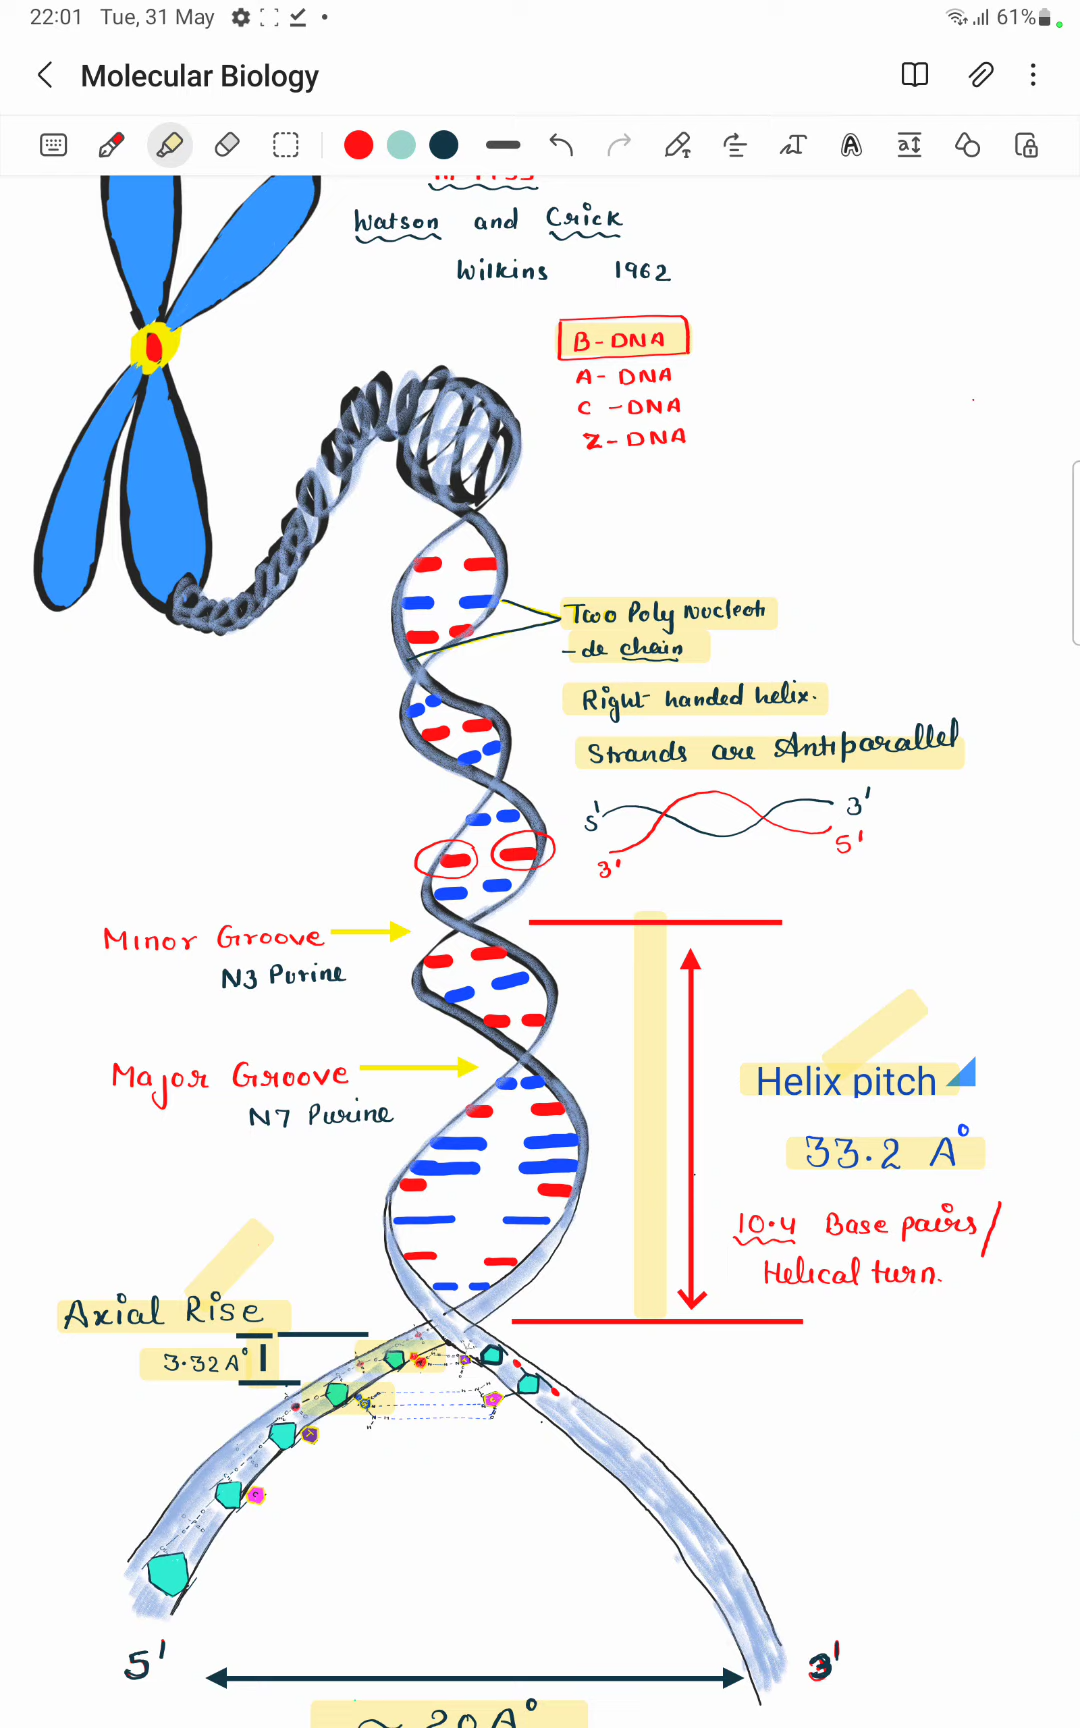 22:01 Tue, 31 May 61%
Molecular Biology
Watson and Crick
Wilkins 1962
B-DNA
A- DNA
C -DNA
Z-DNA
Two Poly Nucleoti
-de chain
Right handed helix.
Strands are Antiparallel
5' 3'
3' 5'
Minor Groove
N3 Purine
Major Groove
N7 Purine
Helix pitch
33.2 A°
10.4 Base pairs/
Helical turn.
Axial Rise
3.32A°
5' 3'
~ 20 A°